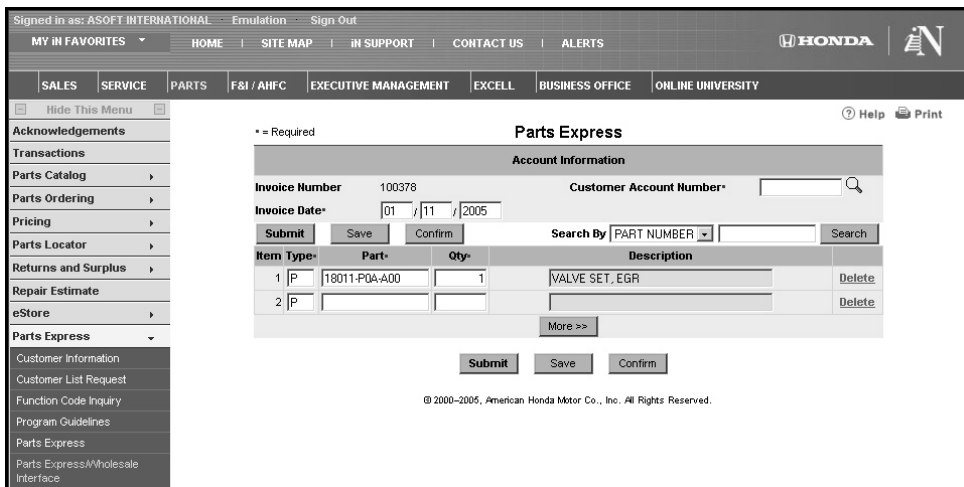 Signed in as: ASOFT INTERNATIONAL Emulation Sign Out
MY iN FAVORITES HOME | SITE MAP | iN SUPPORT | CONTACT US | ALERTS HONDA iN
SALES SERVICE PARTS F&I / AHFC EXECUTIVE MANAGEMENT EXCELL BUSINESS OFFICE ONLINE UNIVERSITY
Hide This Menu
Acknowledgements
Transactions
Parts Catalog
Parts Ordering
Pricing
Parts Locator
Returns and Surplus
Repair Estimate
eStore
Parts Express
Customer Information
Customer List Request
Function Code Inquiry
Program Guidelines
Parts Express
Parts Express/Wholesale
Interface
? Help Print
* = Required Parts Express
Account Information
Invoice Number 100378 Customer Account Number*
Invoice Date* 01 / 11 / 2005
Submit Save Confirm Search By PART NUMBER Search
Item Type* Part* Qty* Description
1 P 18011-P0A-A00 1 VALVE SET, EGR Delete
2 P Delete
More >>
Submit Save Confirm
© 2000–2005, American Honda Motor Co., Inc. All Rights Reserved.